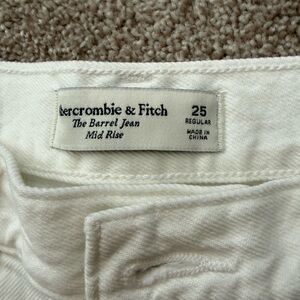 Abercrombie & Fitch
The Barrel Jean
Mid Rise
25
REGULAR
MADE IN
CHINA